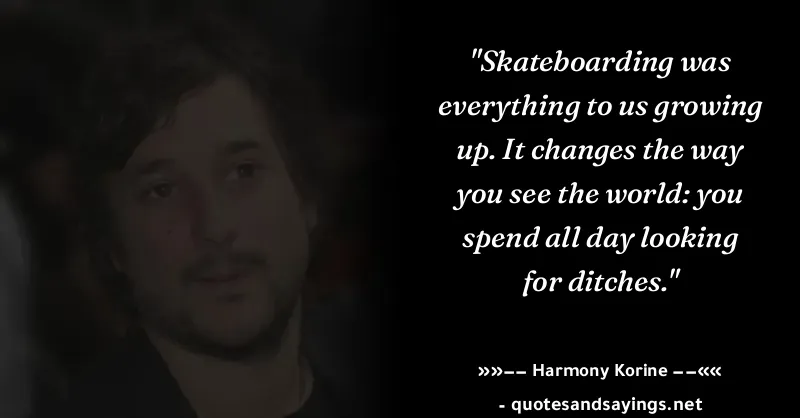 "Skateboarding was
everything to us growing
up. It changes the way
you see the world: you
spend all day looking
for ditches."
»»−− Harmony Korine −−««
- quotesandsayings.net